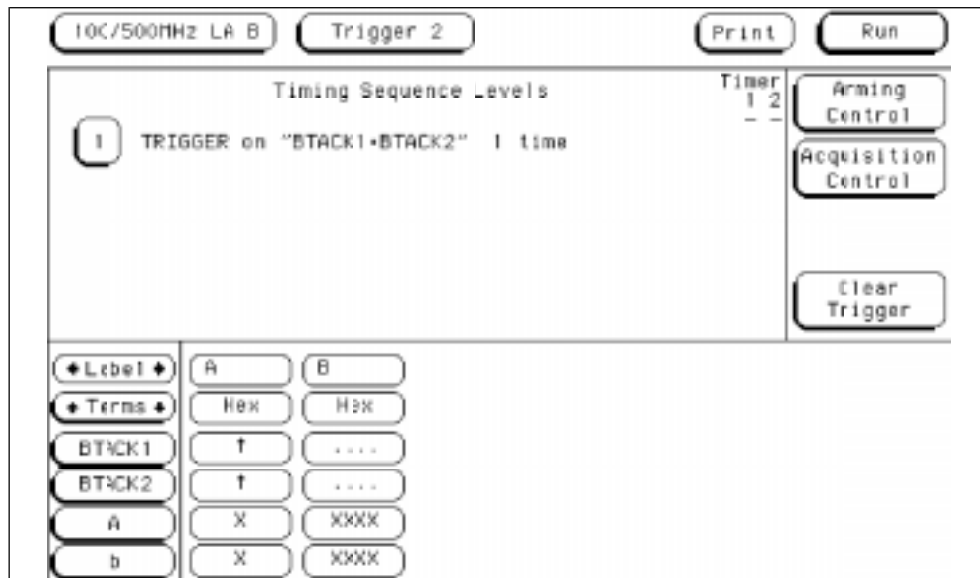 100/500MHz LA B Trigger 2 Print Run
Timing Sequence Levels
Timer
1 2
- -
Arming
Control
1 TRIGGER on "BTACK1•BTACK2" 1 time
Acquisition
Control
Clear
Trigger
♦Label♦ A B
♦Terms♦ Hex Hex
BTACK1 ↑ ....
BTACK2 ↑ ....
A X XXXX
b X XXXX